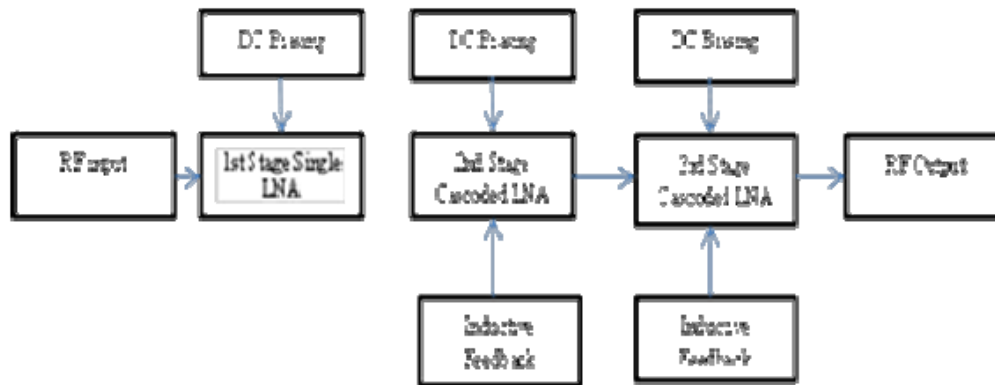 DC Biasing
DC Biasing
DC Biasing
RF input
1st Stage Single
LNA
2nd Stage
Cascoded LNA
2nd Stage
Cascoded LNA
RF Output
Inductive
Feedback
Inductive
Feedback